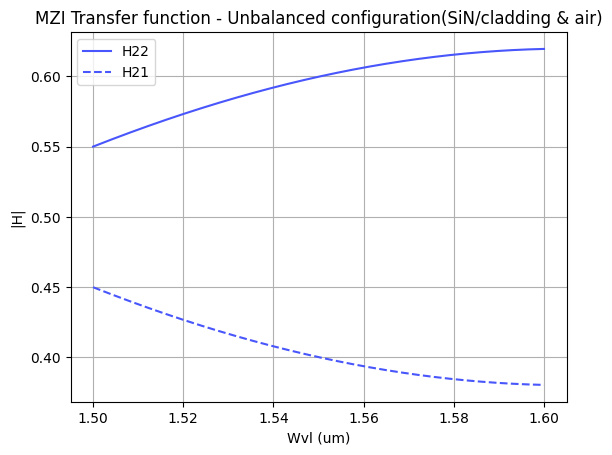 MZI Transfer function - Unbalanced configuration(SiN/cladding & air)
H22
H21
|H|
0.60
0.55
0.50
0.45
0.40
1.50 1.52 1.54 1.56 1.58 1.60
Wvl (um)